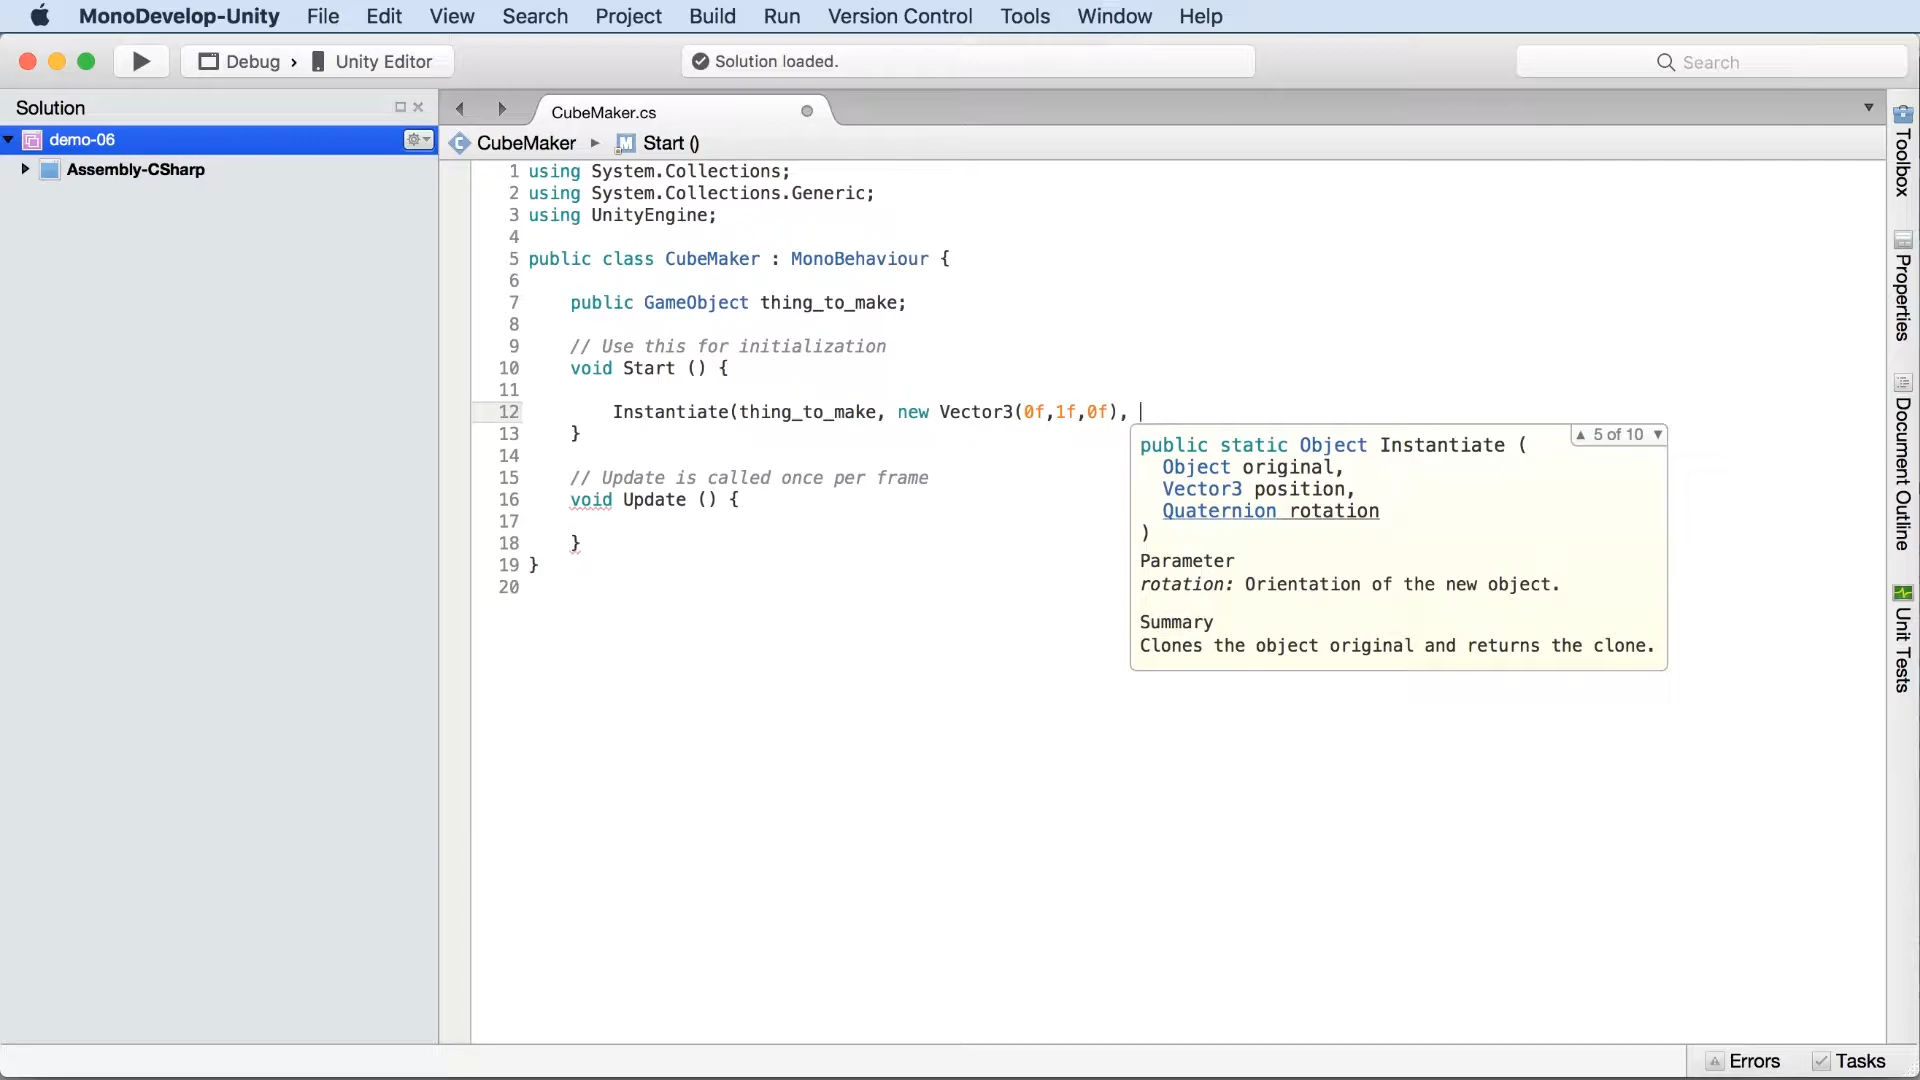 MonoDevelop-Unity File Edit View Search Project Build Run Version Control Tools Window Help
Debug › Unity Editor
Solution loaded.
Search
Solution
demo-06
Assembly-CSharp
CubeMaker.cs
CubeMaker ▸ Start ()
1 using System.Collections;
2 using System.Collections.Generic;
3 using UnityEngine;
4
5 public class CubeMaker : MonoBehaviour {
6
7 public GameObject thing_to_make;
8
9 // Use this for initialization
10 void Start () {
11
12 Instantiate(thing_to_make, new Vector3(0f,1f,0f),
13 }
14
15 // Update is called once per frame
16 void Update () {
17
18 }
19 }
20
▲ 5 of 10 ▼
public static Object Instantiate (
Object original,
Vector3 position,
Quaternion rotation
)
Parameter
rotation: Orientation of the new object.
Summary
Clones the object original and returns the clone.
Toolbox
Properties
Document Outline
Unit Tests
Errors
Tasks